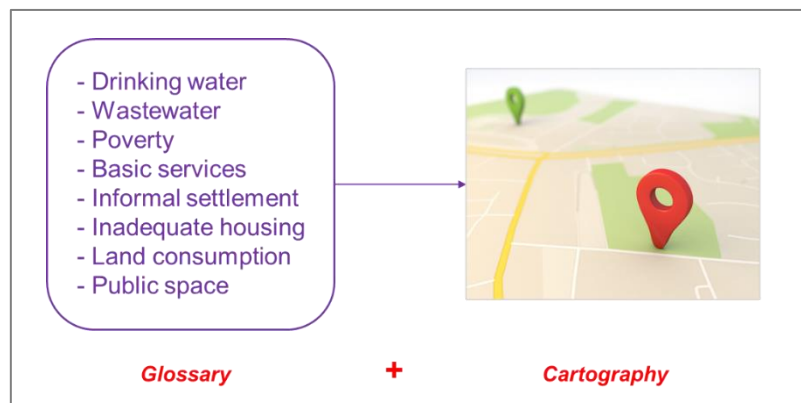 - Drinking water
- Wastewater
- Poverty
- Basic services
- Informal settlement
- Inadequate housing
- Land consumption
- Public space
Glossary + Cartography